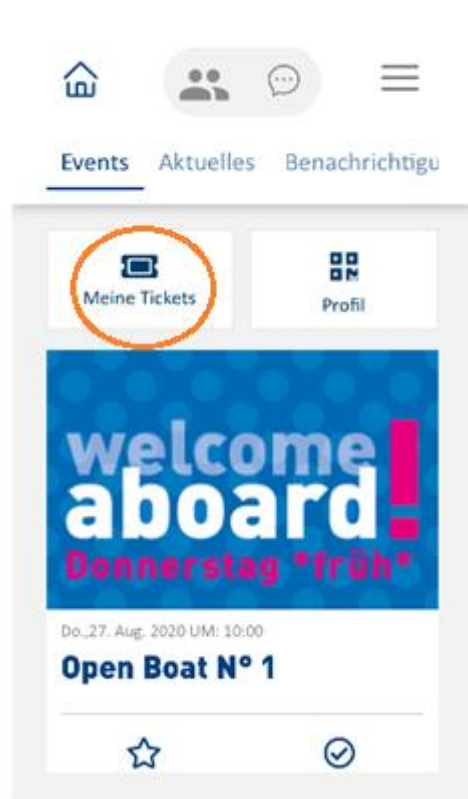 Events Aktuelles Benachrichtigu
Meine Tickets Profil
welcome
aboard!
Donnerstag *früh*
Do.,27. Aug. 2020 UM: 10:00
Open Boat N° 1